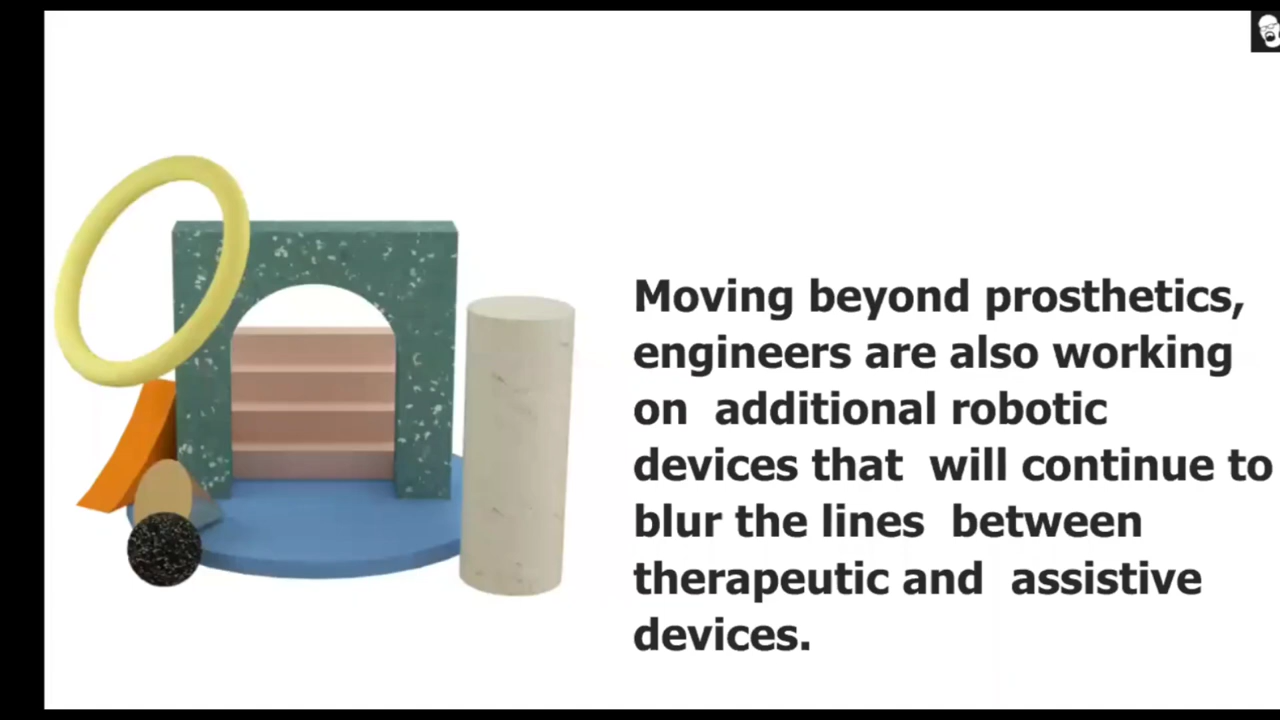 Moving beyond prosthetics,
engineers are also working
on  additional robotic
devices that  will continue to
blur the lines  between
therapeutic and  assistive
devices.